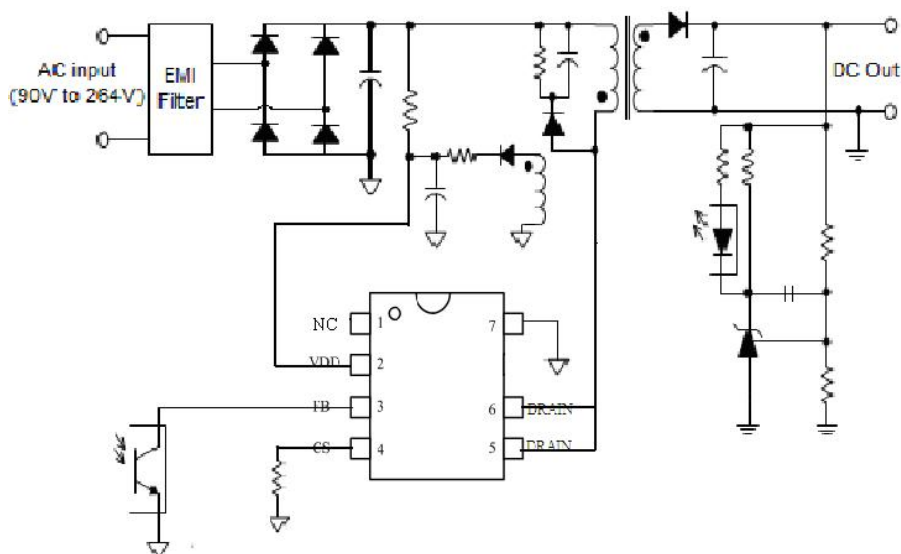 AC input
(90V to 264V)
EMI
Filter
DC Out
NC
1
7
VDD
2
FB
3
6
DRAIN
CS
4
5
DRAIN